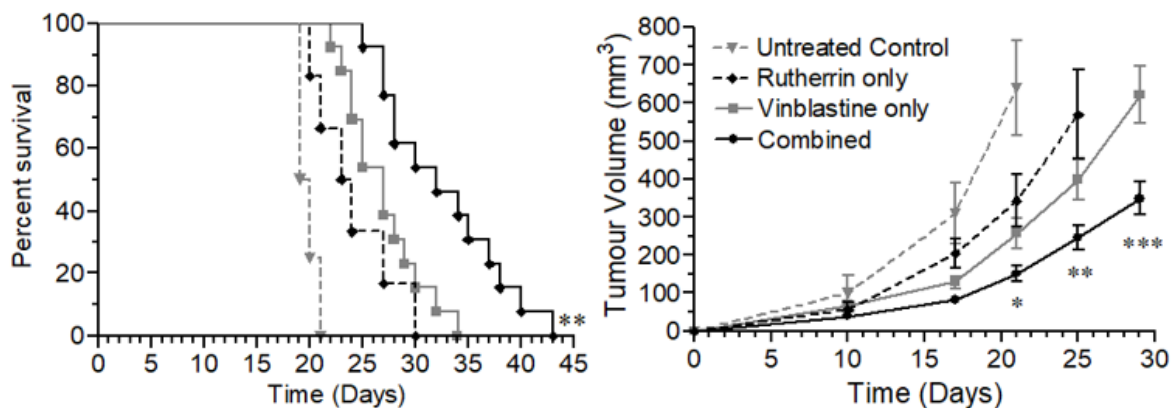 Percent survival
100
80
60
40
20
0
0 5 10 15 20 25 30 35 40 45
Time (Days)
**
Tumour Volume (mm³)
800
700
600
500
400
300
200
100
0
0 5 10 15 20 25 30
Time (Days)
Untreated Control
Rutherrin only
Vinblastine only
Combined
*
**
***